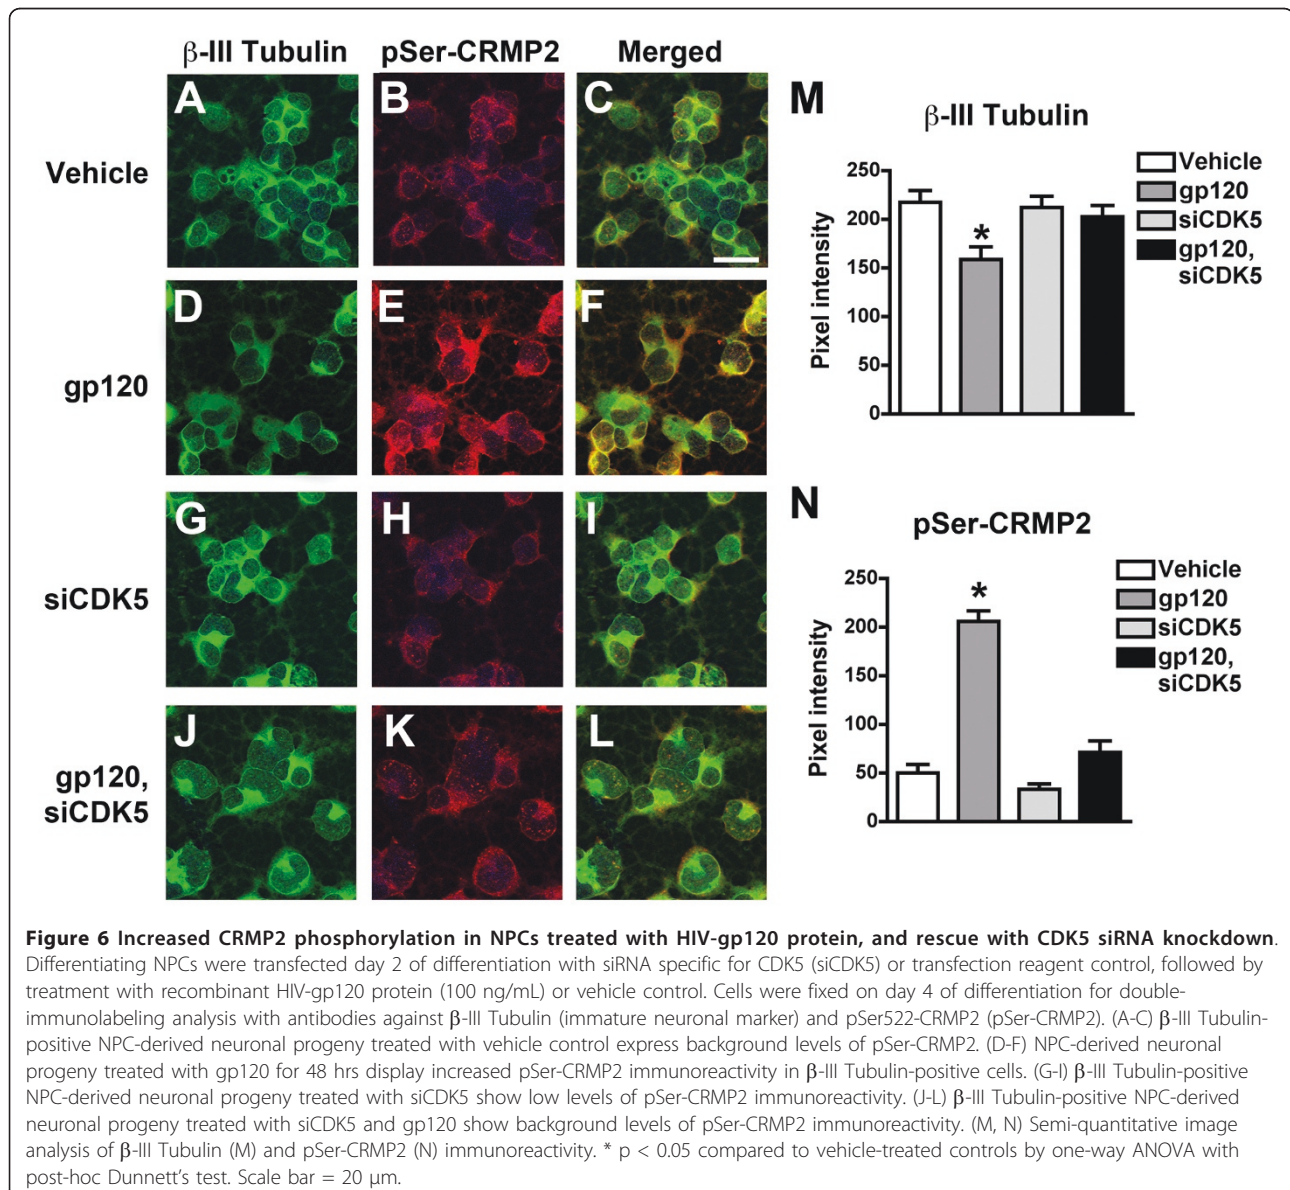 β-III Tubulin pSer-CRMP2 Merged
Vehicle
A B C
gp120
D E F
siCDK5
G H I
gp120,
siCDK5
J K L
M
β-III Tubulin
Pixel intensity
250
200
150
100
50
0
*
Vehicle
gp120
siCDK5
gp120,
siCDK5
N
pSer-CRMP2
Pixel intensity
250
200
150
100
50
0
*
Vehicle
gp120
siCDK5
gp120,
siCDK5
Figure 6 Increased CRMP2 phosphorylation in NPCs treated with HIV-gp120 protein, and rescue with CDK5 siRNA knockdown.
Differentiating NPCs were transfected day 2 of differentiation with siRNA specific for CDK5 (siCDK5) or transfection reagent control, followed by
treatment with recombinant HIV-gp120 protein (100 ng/mL) or vehicle control. Cells were fixed on day 4 of differentiation for double-
immunolabeling analysis with antibodies against β-III Tubulin (immature neuronal marker) and pSer522-CRMP2 (pSer-CRMP2). (A-C) β-III Tubulin-
positive NPC-derived neuronal progeny treated with vehicle control express background levels of pSer-CRMP2. (D-F) NPC-derived neuronal
progeny treated with gp120 for 48 hrs display increased pSer-CRMP2 immunoreactivity in β-III Tubulin-positive cells. (G-I) β-III Tubulin-positive
NPC-derived neuronal progeny treated with siCDK5 show low levels of pSer-CRMP2 immunoreactivity. (J-L) β-III Tubulin-positive NPC-derived
neuronal progeny treated with siCDK5 and gp120 show background levels of pSer-CRMP2 immunoreactivity. (M, N) Semi-quantitative image
analysis of β-III Tubulin (M) and pSer-CRMP2 (N) immunoreactivity. * p < 0.05 compared to vehicle-treated controls by one-way ANOVA with
post-hoc Dunnett's test. Scale bar = 20 μm.